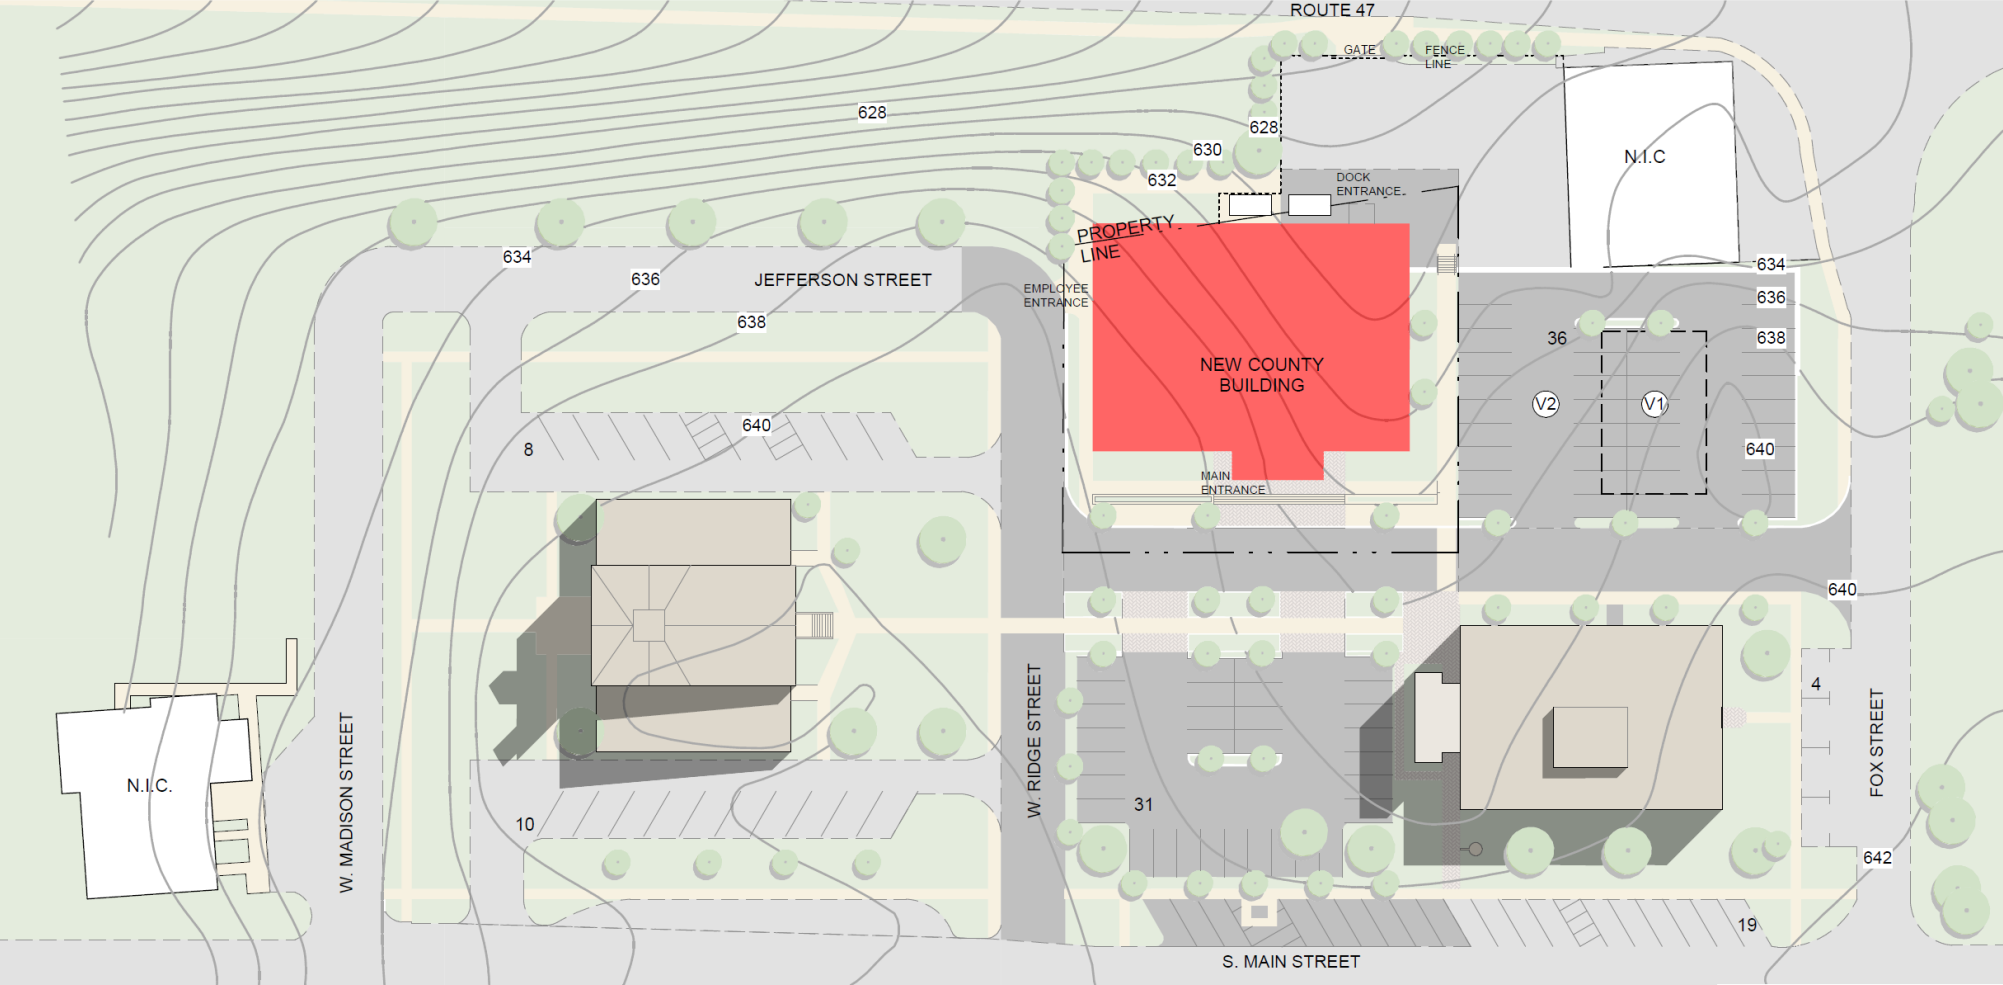 ROUTE 47
GATE
FENCE
LINE
628
628
630
632
N.I.C
DOCK
ENTRANCE
PROPERTY
LINE
634
636
638
JEFFERSON STREET
EMPLOYEE
ENTRANCE
634
636
638
36
NEW COUNTY
BUILDING
V2
V1
640
8
640
MAIN
ENTRANCE
640
N.I.C.
W. MADISON STREET
10
W. RIDGE STREET
31
4
FOX STREET
642
19
S. MAIN STREET